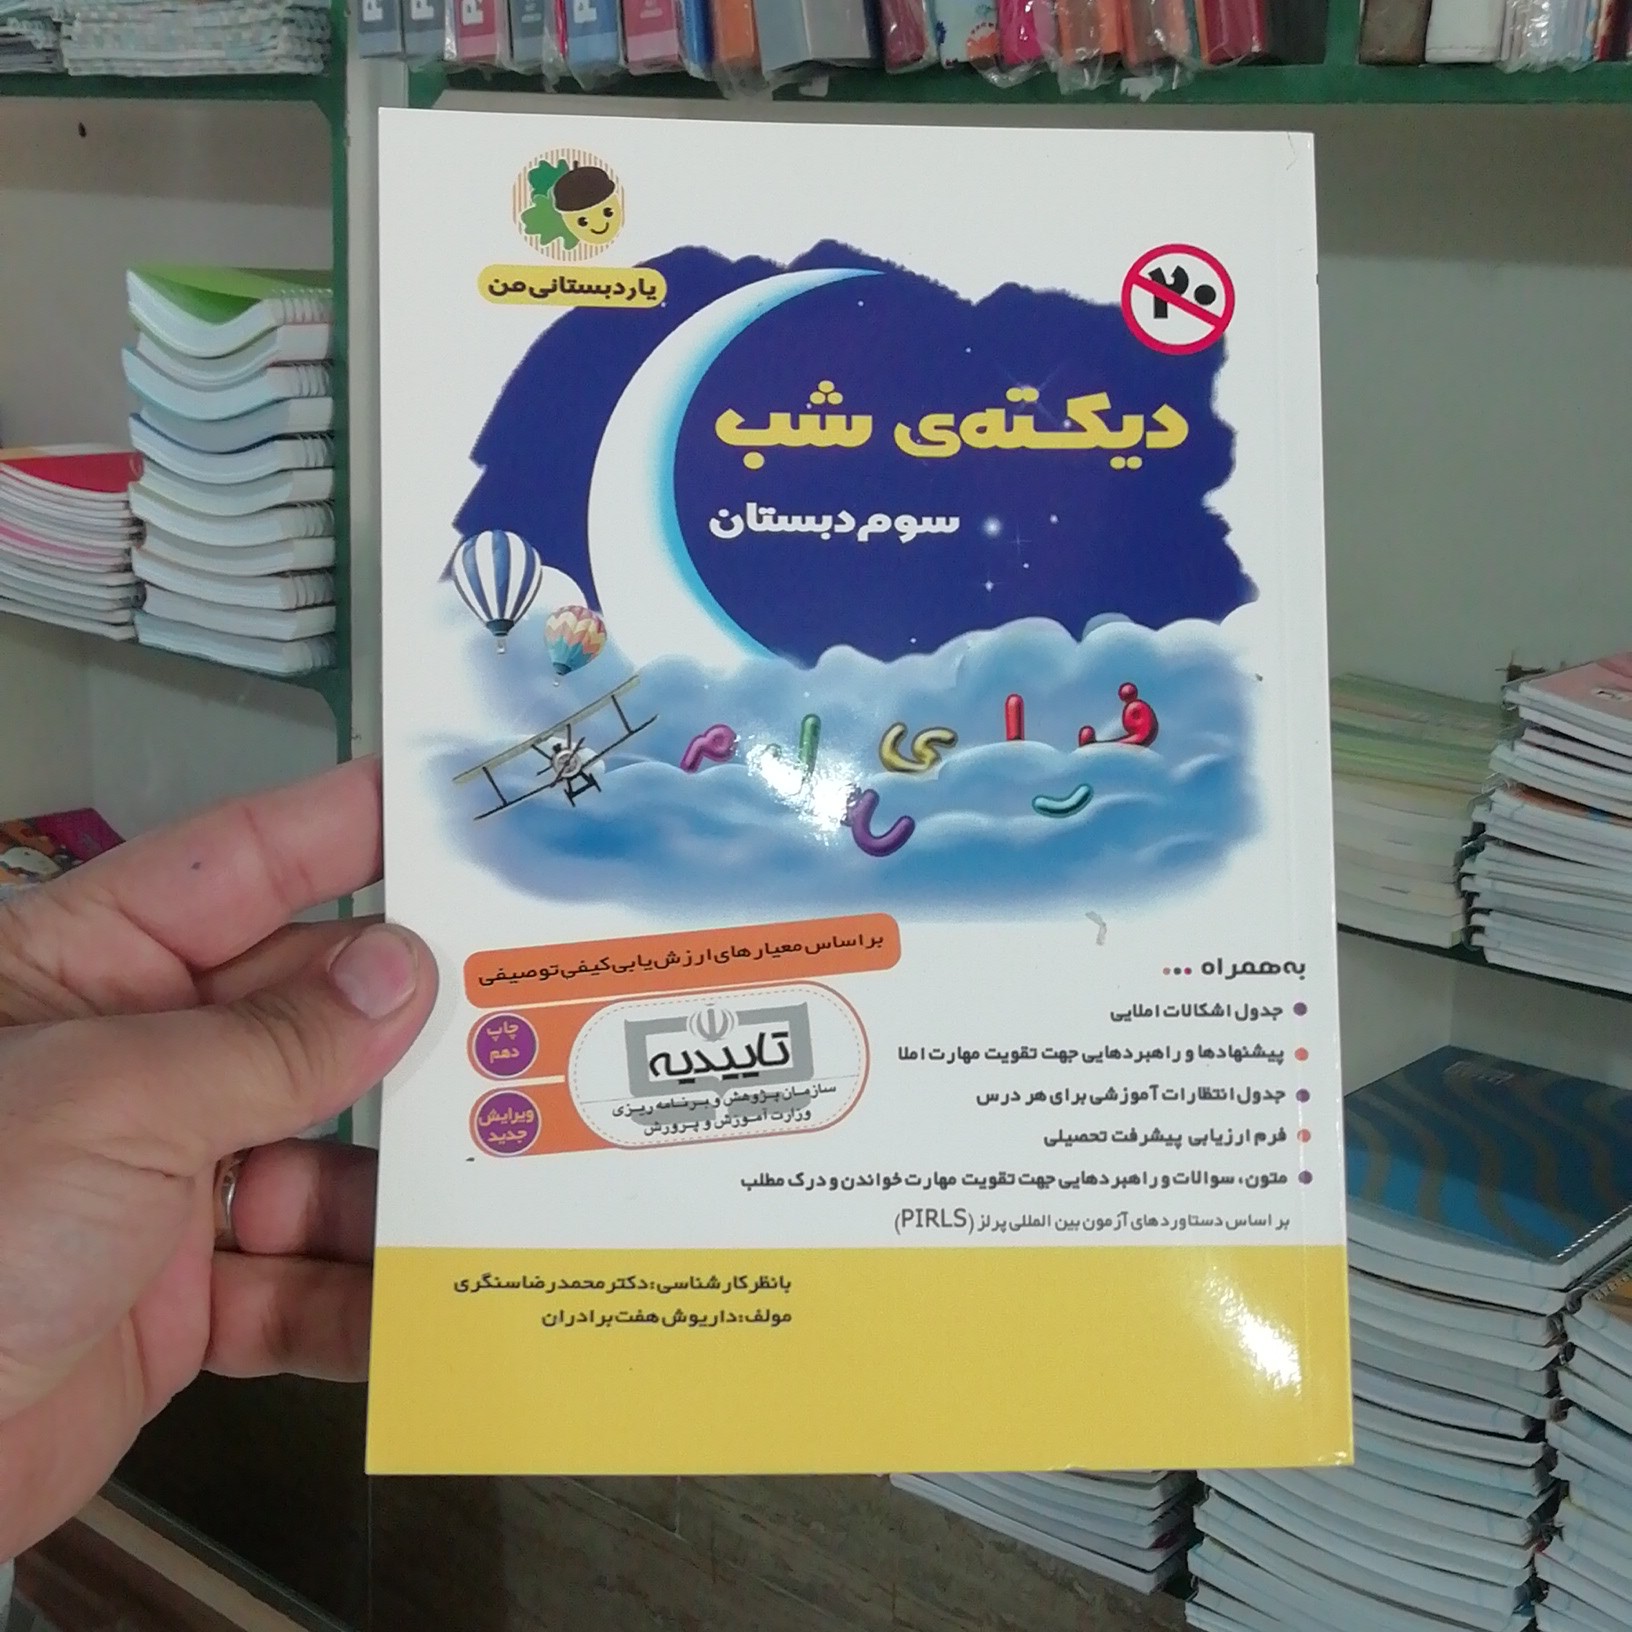 یار دبستانی من
۲۰
دیکته‌ی شب
سوم دبستان
بر اساس معیارهای ارزش‌یابی کیفی توصیفی
چاپ
دهم
ویرایش
جدید
تاییدیه
سازمان پژوهش و برنامه ریزی
وزارت آموزش و پرورش
به همراه ...
جدول اشکالات املایی
پیشنهادها و راهبردهایی جهت تقویت مهارت املا
جدول انتظارات آموزشی برای هر درس
فرم ارزیابی پیشرفت تحصیلی
متون، سوالات و راهبردهایی جهت تقویت مهارت خواندن و درک مطلب
بر اساس دستاوردهای آزمون بین المللی پرلز (PIRLS)
با نظر کارشناسی: دکتر محمدرضا سنگری
مولف: داریوش هفت برادران